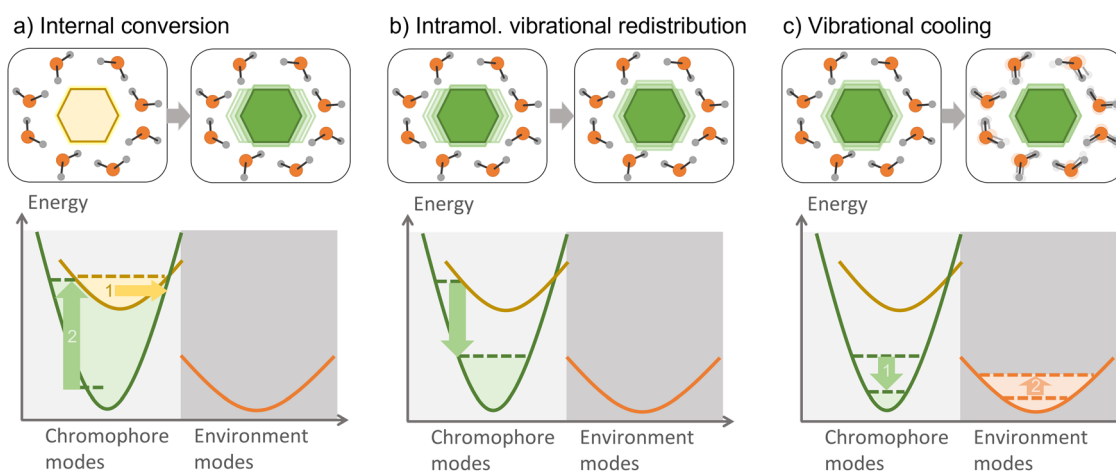 a) Internal conversion
b) Intramol. vibrational redistribution
c) Vibrational cooling
Energy
1
2
Chromophore modes
Environment modes
Energy
Chromophore modes
Environment modes
Energy
1
2
Chromophore modes
Environment modes